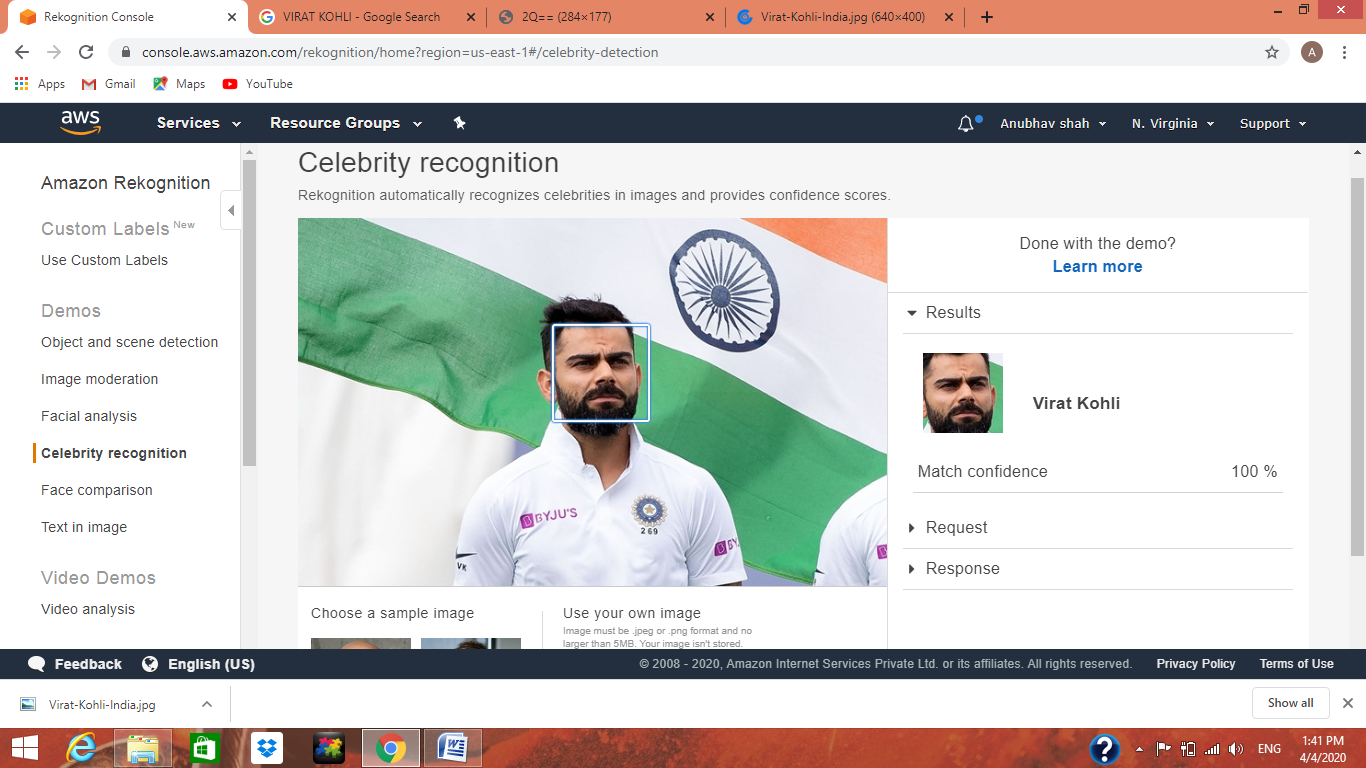 Rekognition Console
VIRAT KOHLI - Google Search
2Q== (284×177)
Virat-Kohli-India.jpg (640×400)
console.aws.amazon.com/rekognition/home?region=us-east-1#/celebrity-detection
A
Apps
Gmail
Maps
YouTube
aws
Services
Resource Groups
Anubhav shah
N. Virginia
Support
Amazon Rekognition
Custom Labels New
Use Custom Labels
Demos
Object and scene detection
Image moderation
Facial analysis
Celebrity recognition
Face comparison
Text in image
Video Demos
Video analysis
Celebrity recognition
Rekognition automatically recognizes celebrities in images and provides confidence scores.
BYJU'S
269
BY
VK
Choose a sample image
Use your own image
Image must be .jpeg or .png format and no
larger than 5MB. Your image isn't stored.
Done with the demo?
Learn more
Results
Virat Kohli
Match confidence 100 %
Request
Response
Feedback
English (US)
© 2008 - 2020, Amazon Internet Services Private Ltd. or its affiliates. All rights reserved.
Privacy Policy
Terms of Use
Virat-Kohli-India.jpg
Show all
ENG
1:41 PM
4/4/2020